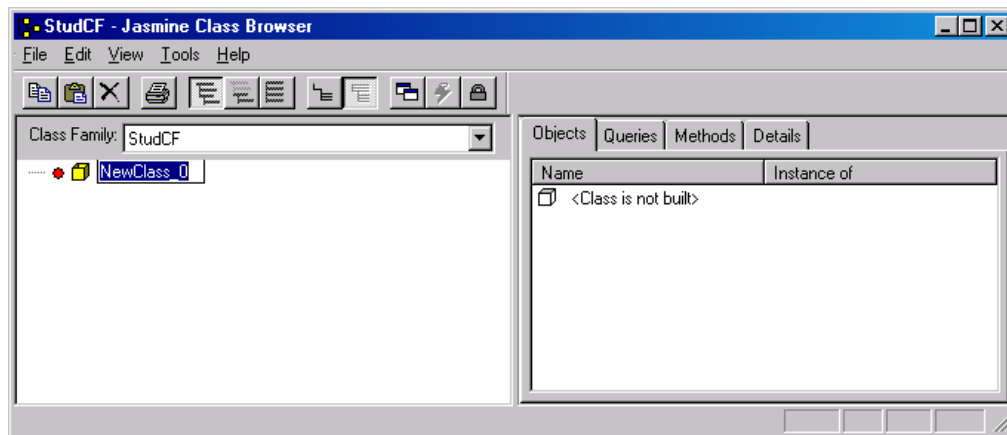 StudCF - Jasmine Class Browser
File Edit View Tools Help
Class Family: StudCF
NewClass_0
Objects Queries Methods Details
Name Instance of
<Class is not built>